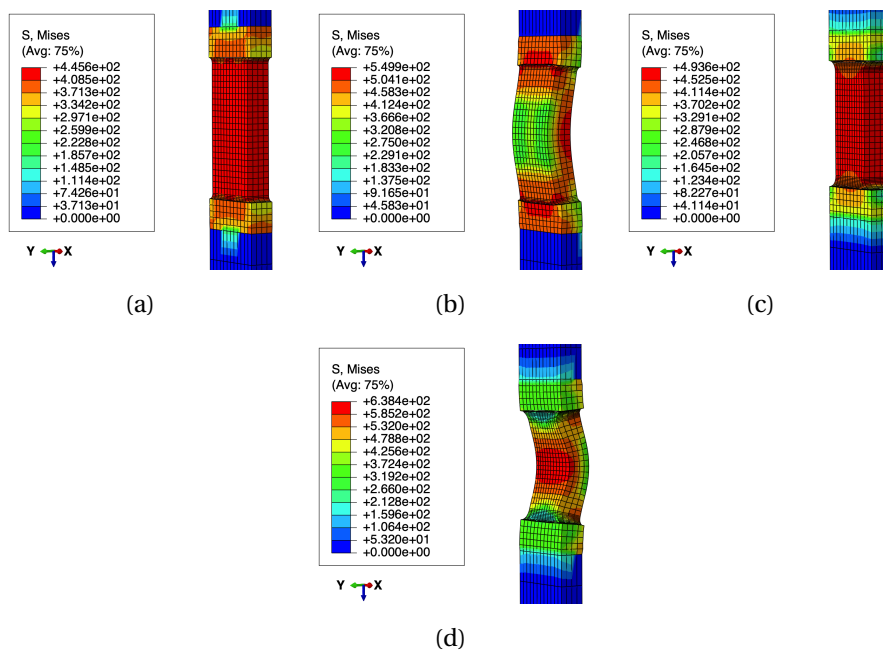 S, Mises
(Avg: 75%)
+4.456e+02
+4.085e+02
+3.713e+02
+3.342e+02
+2.971e+02
+2.599e+02
+2.228e+02
+1.857e+02
+1.485e+02
+1.114e+02
+7.426e+01
+3.713e+01
+0.000e+00
Y X
(a)
S, Mises
(Avg: 75%)
+5.499e+02
+5.041e+02
+4.583e+02
+4.124e+02
+3.666e+02
+3.208e+02
+2.750e+02
+2.291e+02
+1.833e+02
+1.375e+02
+9.165e+01
+4.583e+01
+0.000e+00
Y X
(b)
S, Mises
(Avg: 75%)
+4.936e+02
+4.525e+02
+4.114e+02
+3.702e+02
+3.291e+02
+2.879e+02
+2.468e+02
+2.057e+02
+1.645e+02
+1.234e+02
+8.227e+01
+4.114e+01
+0.000e+00
Y X
(c)
S, Mises
(Avg: 75%)
+6.384e+02
+5.852e+02
+5.320e+02
+4.788e+02
+4.256e+02
+3.724e+02
+3.192e+02
+2.660e+02
+2.128e+02
+1.596e+02
+1.064e+02
+5.320e+01
+0.000e+00
Y X
(d)